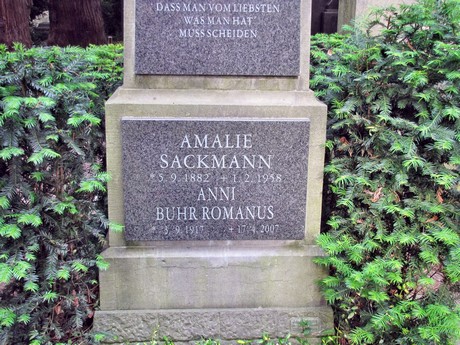 DASS MAN VOM LIEBSTEN
WAS MAN HAT
MUSS SCHEIDEN
AMALIE
SACKMANN
* 5. 9. 1882 + 1. 2. 1958
ANNI
BUHR ROMANUS
* 3. 9. 1917 + 17. 4. 2007